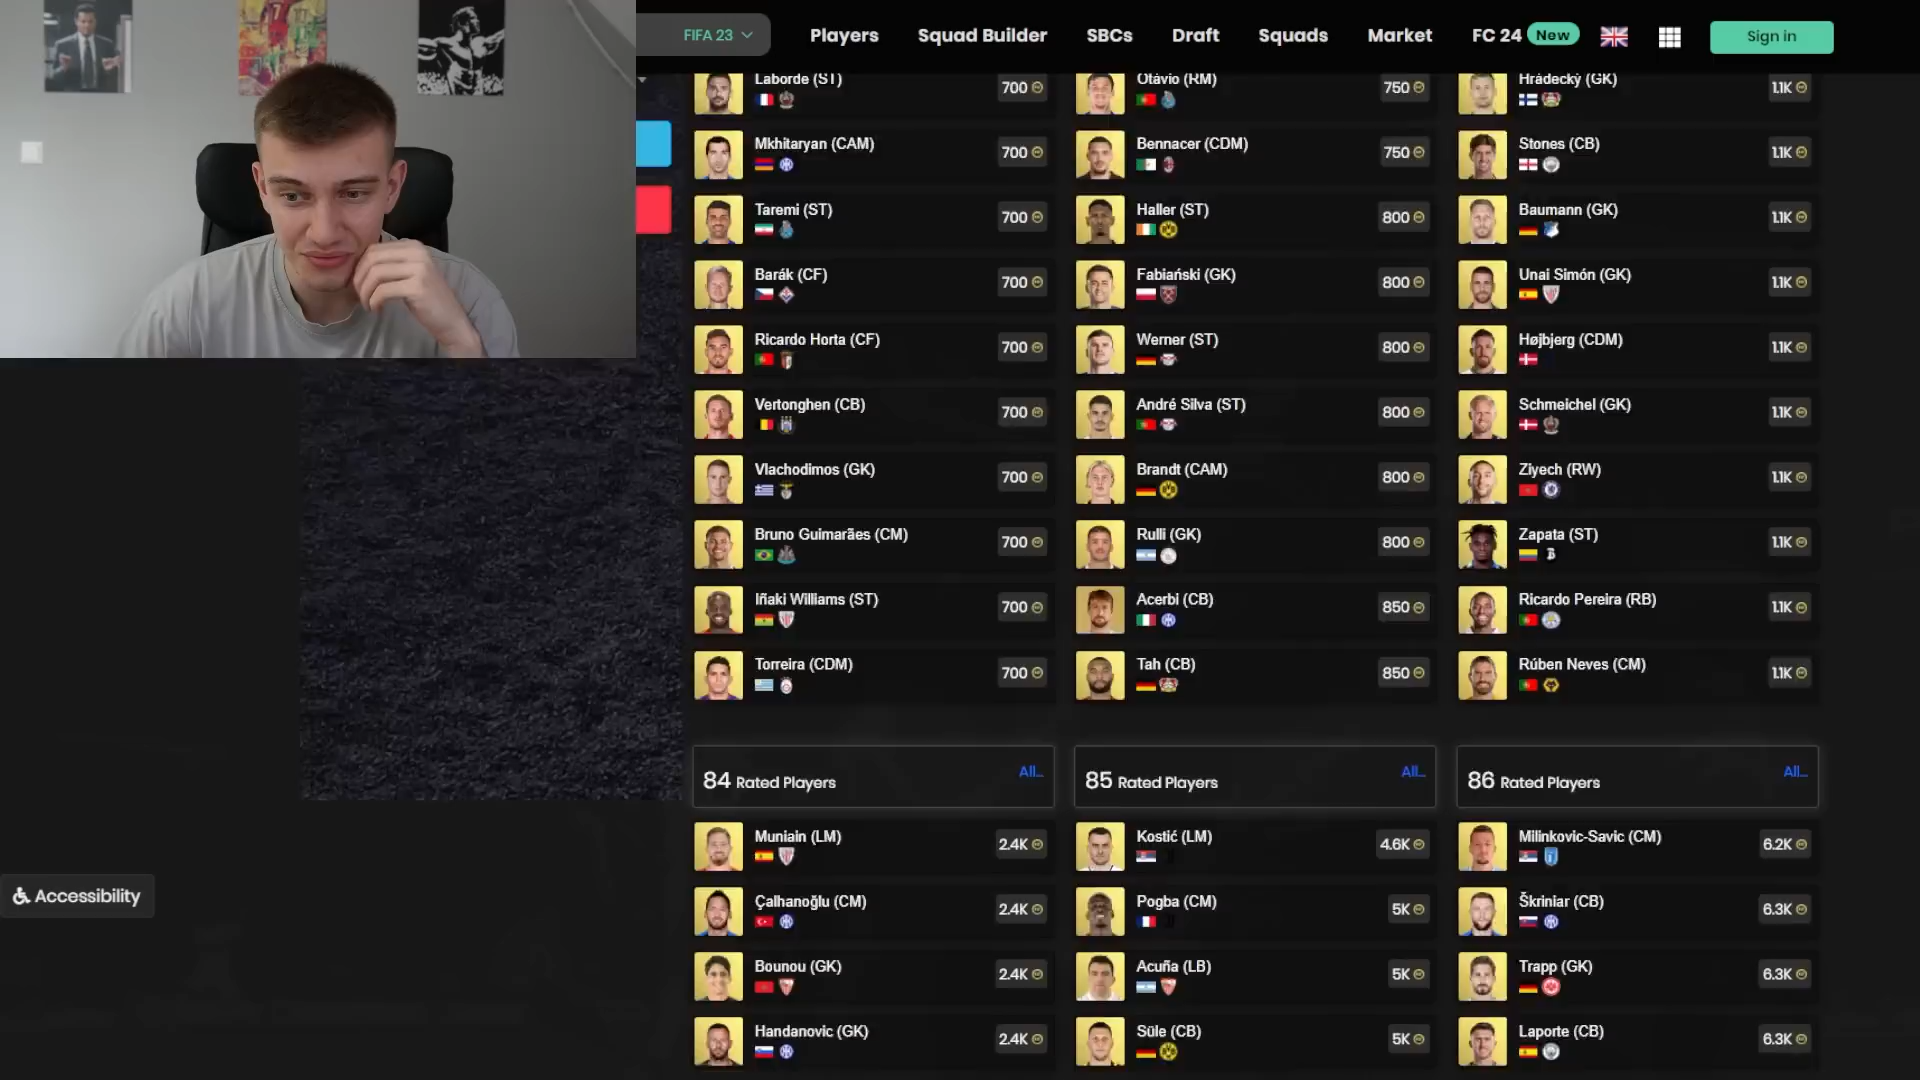 FIFA 23
Players
Squad Builder
SBCs
Draft
Squads
Market
FC 24
New
Sign in
Laborde (ST)
700
Mkhitaryan (CAM)
700
Taremi (ST)
700
Barák (CF)
700
Ricardo Horta (CF)
700
Vertonghen (CB)
700
Vlachodimos (GK)
700
Bruno Guimarães (CM)
700
Iñaki Williams (ST)
700
Torreira (CDM)
700
Otávio (RM)
750
Bennacer (CDM)
750
Haller (ST)
800
Fabiański (GK)
800
Werner (ST)
800
André Silva (ST)
800
Brandt (CAM)
800
Rulli (GK)
800
Acerbi (CB)
850
Tah (CB)
850
Hrádecký (GK)
1.1K
Stones (CB)
1.1K
Baumann (GK)
1.1K
Unai Simón (GK)
1.1K
Højbjerg (CDM)
1.1K
Schmeichel (GK)
1.1K
Ziyech (RW)
1.1K
Zapata (ST)
1.1K
Ricardo Pereira (RB)
1.1K
Rúben Neves (CM)
1.1K
84 Rated Players
All...
Muniain (LM)
2.4K
Çalhanoğlu (CM)
2.4K
Bounou (GK)
2.4K
Handanovic (GK)
2.4K
85 Rated Players
All...
Kostić (LM)
4.6K
Pogba (CM)
5K
Acuña (LB)
5K
Süle (CB)
5K
86 Rated Players
All...
Milinkovic-Savic (CM)
6.2K
Škriniar (CB)
6.3K
Trapp (GK)
6.3K
Laporte (CB)
6.3K
Accessibility